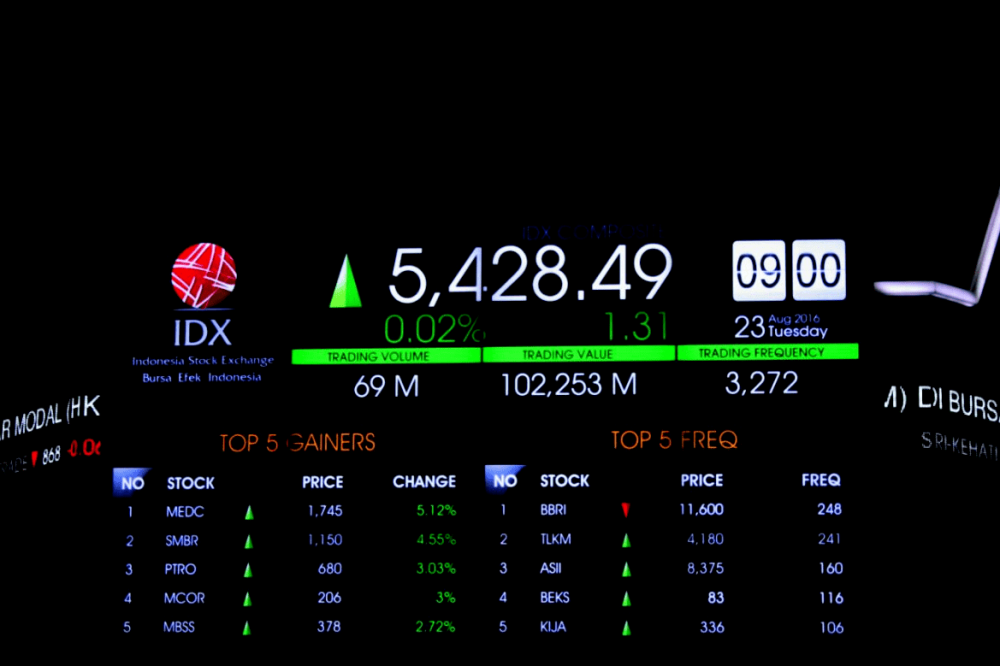 IDX COMPOSITE
5,428.49
09 00
0.02% 1.31
23 Aug 2016
Tuesday
IDX
Indonesia Stock Exchange
Bursa Efek Indonesia
TRADING VOLUME TRADING VALUE TRADING FREQUENCY
69 M 102,253 M 3,272
AR MODAL (HK
868 -0.06
) DI BURSA
SRI-KEHATI
TOP 5 GAINERS
NO STOCK PRICE CHANGE
1 MEDC 1,745 5.12%
2 SMBR 1,150 4.55%
3 PTRO 680 3.03%
4 MCOR 206 3%
5 MBSS 378 2.72%
TOP 5 FREQ
NO STOCK PRICE FREQ
1 BBRI 11,600 248
2 TLKM 4,180 241
3 ASII 8,375 160
4 BEKS 83 116
5 KIJA 336 106